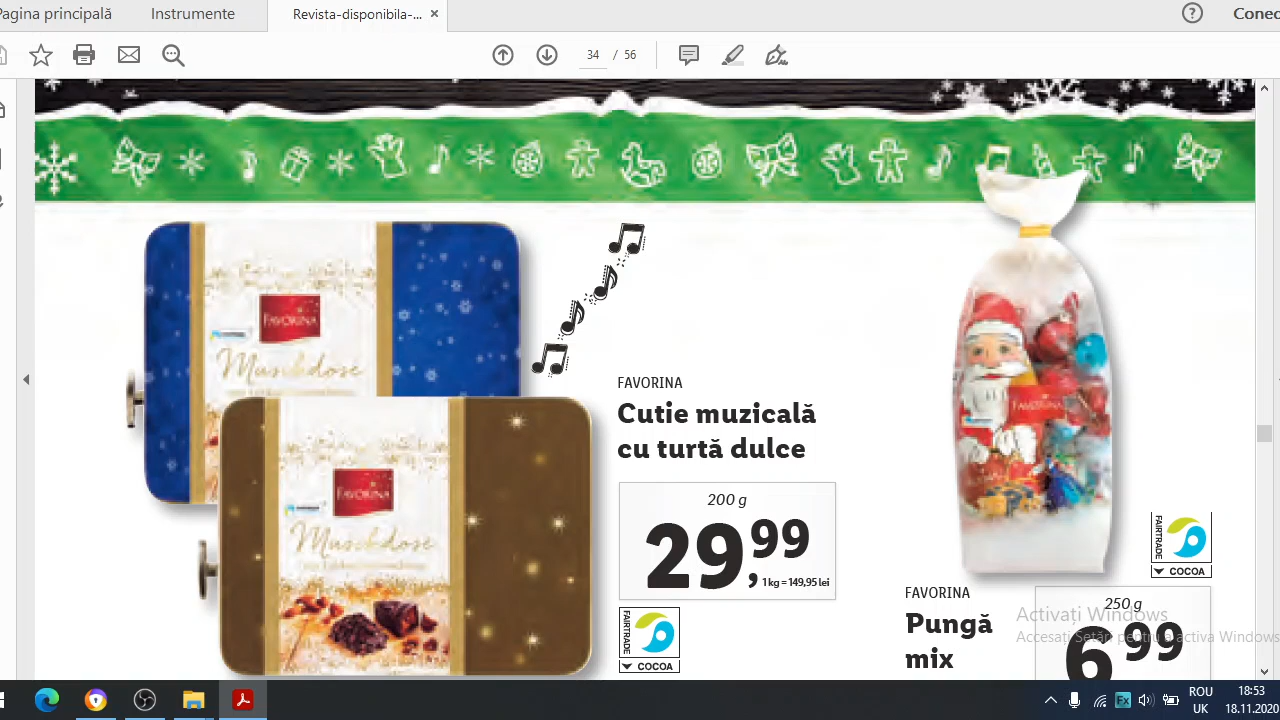 Pagina principală
Instrumente
Revista-disponibila-... ×
Conec
34 / 56
FAVORINA
Musikdose
FAVORINA
Musikdose
FAVORINA
Cutie muzicală
cu turtă dulce
200 g
29,99
1 kg = 149,95 lei
FAIRTRADE
COCOA
FAVORINA
FAIRTRADE
COCOA
FAVORINA
Pungă
mix
250 g
6 99
Activați Windows
Accesați Setări pentru a activa Windows
Fx
ROU
UK
18:53
18.11.2020